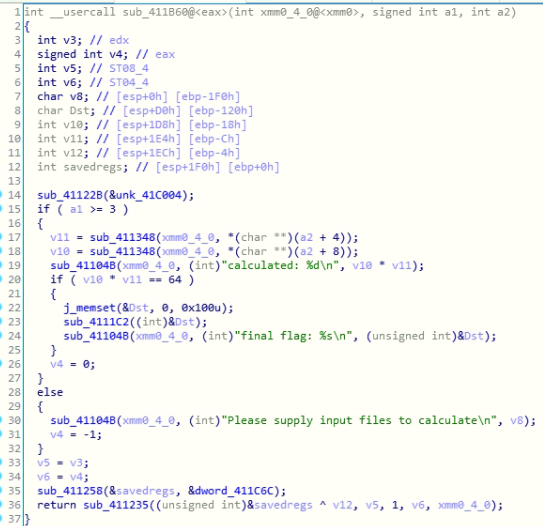 1 int __usercall sub_411B60@<eax>(int xmm0_4_0@<xmm0>, signed int a1, int a2)
2 {
3 int v3; // edx
4 signed int v4; // eax
5 int v5; // ST08_4
6 int v6; // ST04_4
7 char v8; // [esp+0h] [ebp-1F0h]
8 char Dst; // [esp+D0h] [ebp-120h]
9 int v10; // [esp+1D8h] [ebp-18h]
10 int v11; // [esp+1E4h] [ebp-Ch]
11 int v12; // [esp+1ECh] [ebp-4h]
12 int savedregs; // [esp+1F0h] [ebp+0h]
13
14 sub_41122B(&unk_41C004);
15 if ( a1 >= 3 )
16 {
17 v11 = sub_411348(xmm0_4_0, *(char **)(a2 + 4));
18 v10 = sub_411348(xmm0_4_0, *(char **)(a2 + 8));
19 sub_41104B(xmm0_4_0, (int)"calculated: %d\n", v10 * v11);
20 if ( v10 * v11 == 64 )
21 {
22 j_memset(&Dst, 0, 0x100u);
23 sub_4111C2((int)&Dst);
24 sub_41104B(xmm0_4_0, (int)"final flag: %s\n", (unsigned int)&Dst);
25 }
26 v4 = 0;
27 }
28 else
29 {
30 sub_41104B(xmm0_4_0, (int)"Please supply input files to calculate\n", v8);
31 v4 = -1;
32 }
33 v5 = v3;
34 v6 = v4;
35 sub_411258(&savedregs, &dword_411C6C);
36 return sub_411235((unsigned int)&savedregs ^ v12, v5, 1, v6, xmm0_4_0);
37 }